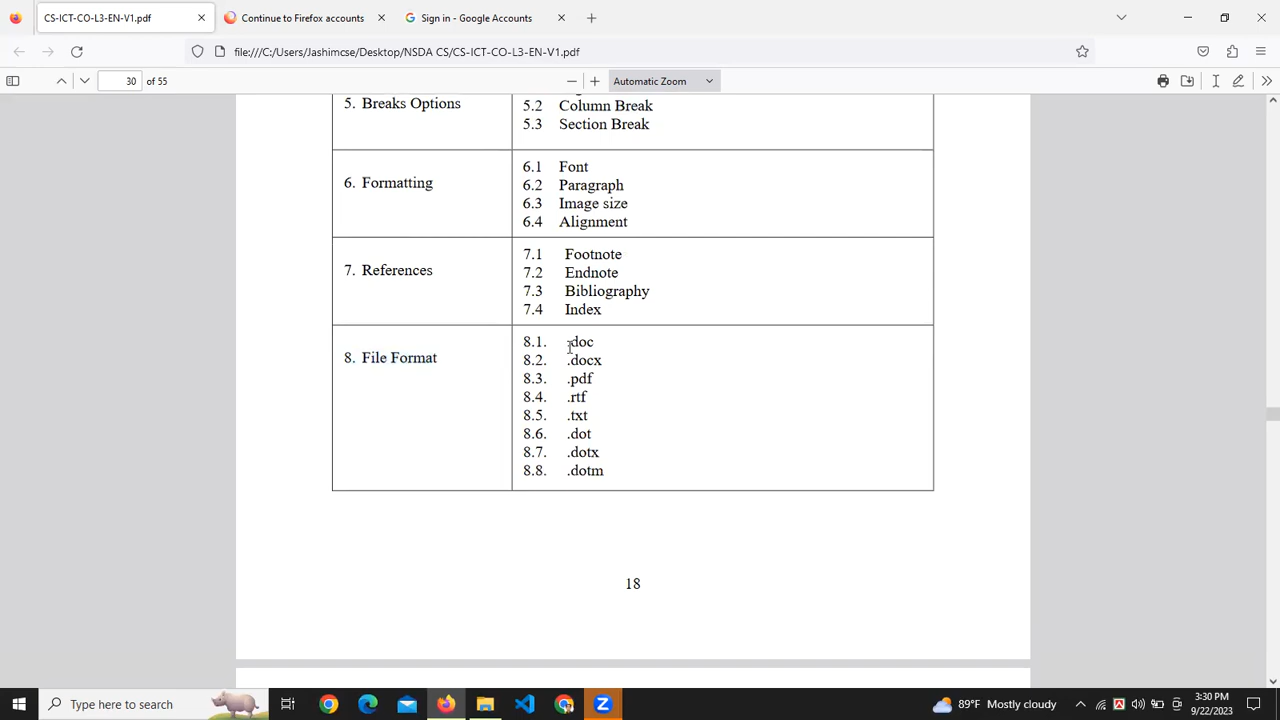 CS-ICT-CO-L3-EN-V1.pdf
Continue to Firefox accounts
Sign in - Google Accounts
file:///C:/Users/Jashimcse/Desktop/NSDA CS/CS-ICT-CO-L3-EN-V1.pdf
30 of 55
Automatic Zoom
5. Breaks Options
5.2 Column Break
5.3 Section Break
6. Formatting
6.1 Font
6.2 Paragraph
6.3 Image size
6.4 Alignment
7. References
7.1 Footnote
7.2 Endnote
7.3 Bibliography
7.4 Index
8. File Format
8.1. .doc
8.2. .docx
8.3. .pdf
8.4. .rtf
8.5. .txt
8.6. .dot
8.7. .dotx
8.8. .dotm
18
Type here to search
89°F Mostly cloudy
3:30 PM
9/22/2023